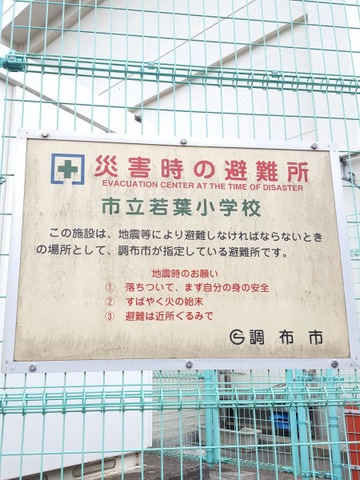 災害時の避難所
EVACUATION CENTER AT THE TIME OF DISASTER
市立若葉小学校
この施設は、地震等により避難しなければならないとき
の場所として、調布市が指定している避難所です。
地震時のお願い
① 落ちついて、まず自分の身の安全
② すばやく火の始末
③ 避難は近所ぐるみで
調布市